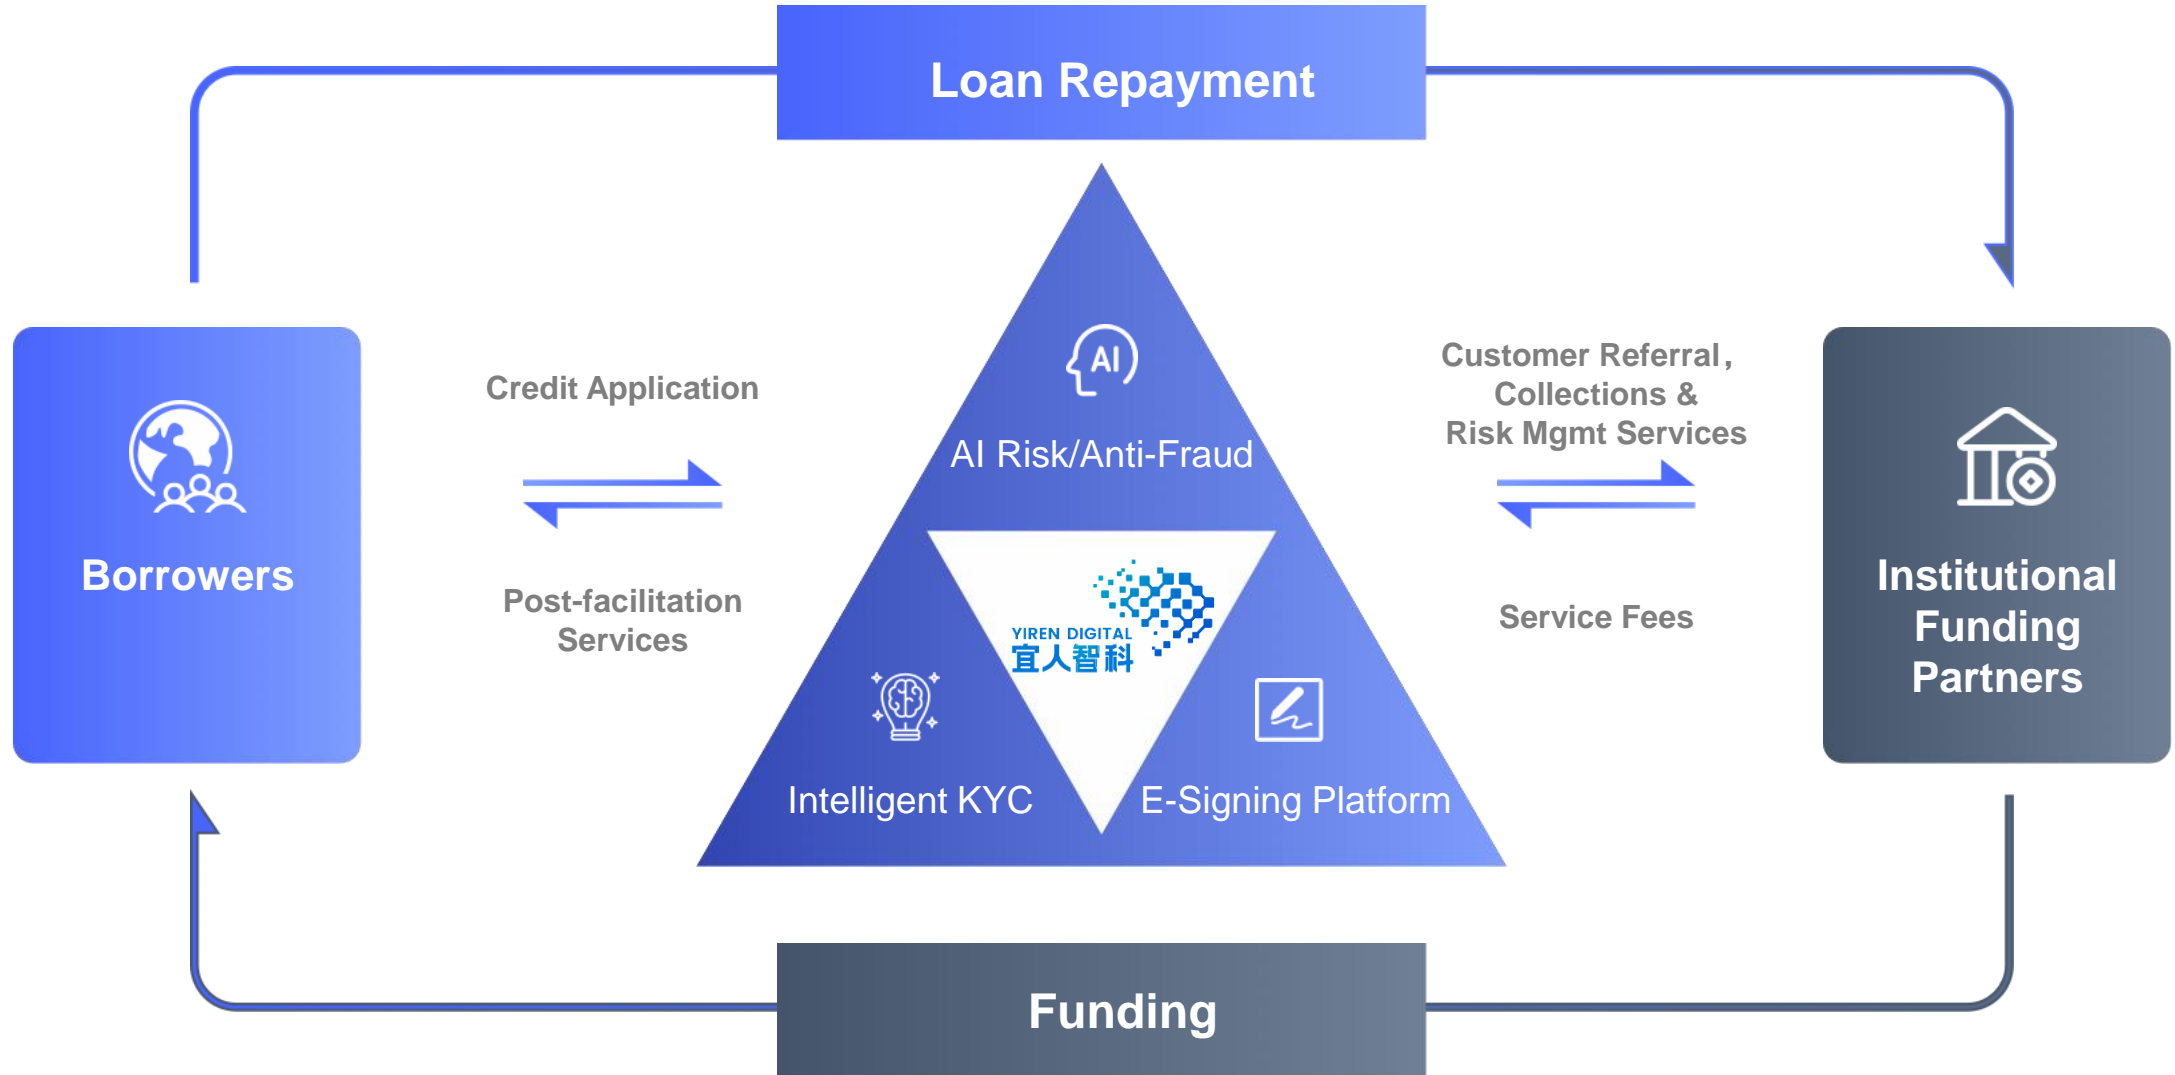 Loan Repayment
AI
AI Risk/Anti-Fraud
Credit Application
Customer Referral，
Collections &
Risk Mgmt Services
Borrowers
Post-facilitation
Services
YIREN DIGITAL
宜人智科
Service Fees
Institutional
Funding
Partners
Intelligent KYC
E-Signing Platform
Funding